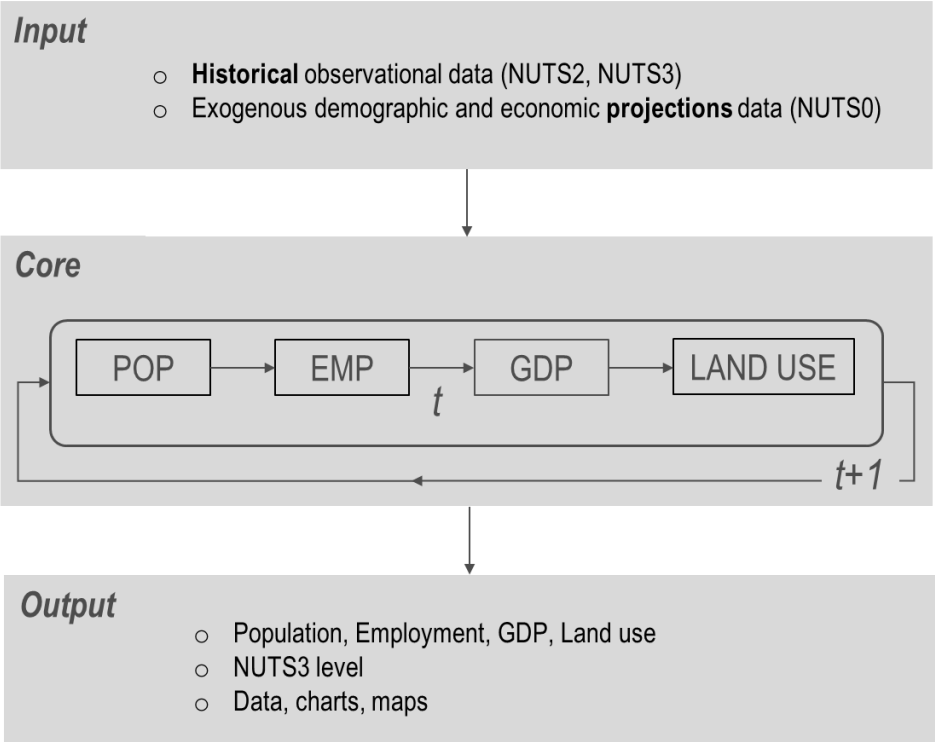 Input
○ Historical observational data (NUTS2, NUTS3)
○ Exogenous demographic and economic projections data (NUTS0)
Core
POP EMP GDP LAND USE
t
t+1
Output
○ Population, Employment, GDP, Land use
○ NUTS3 level
○ Data, charts, maps